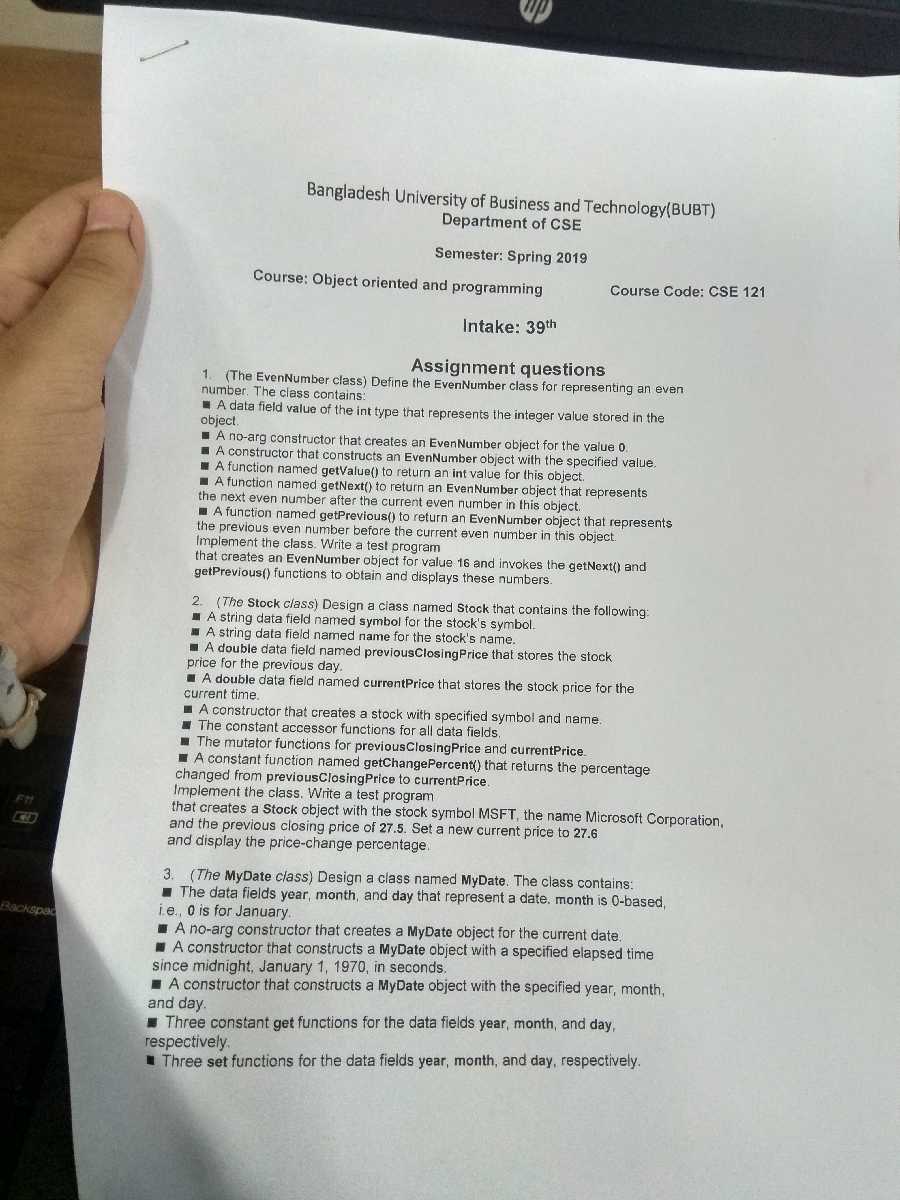 hp
Bangladesh University of Business and Technology(BUBT)
Department of CSE
Semester: Spring 2019
Course: Object oriented and programming Course Code: CSE 121
Intake: 39th
Assignment questions
1. (The EvenNumber class) Define the EvenNumber class for representing an even
number. The class contains:
■ A data field value of the int type that represents the integer value stored in the
object.
■ A no-arg constructor that creates an EvenNumber object for the value 0.
■ A constructor that constructs an EvenNumber object with the specified value.
■ A function named getValue() to return an int value for this object.
■ A function named getNext() to return an EvenNumber object that represents
the next even number after the current even number in this object.
■ A function named getPrevious() to return an EvenNumber object that represents
the previous even number before the current even number in this object.
Implement the class. Write a test program
that creates an EvenNumber object for value 16 and invokes the getNext() and
getPrevious() functions to obtain and displays these numbers.
2. (The Stock class) Design a class named Stock that contains the following:
■ A string data field named symbol for the stock's symbol.
■ A string data field named name for the stock's name.
■ A double data field named previousClosingPrice that stores the stock
price for the previous day.
■ A double data field named currentPrice that stores the stock price for the
current time.
■ A constructor that creates a stock with specified symbol and name.
■ The constant accessor functions for all data fields.
■ The mutator functions for previousClosingPrice and currentPrice.
■ A constant function named getChangePercent() that returns the percentage
changed from previousClosingPrice to currentPrice.
Implement the class. Write a test program
that creates a Stock object with the stock symbol MSFT, the name Microsoft Corporation,
and the previous closing price of 27.5. Set a new current price to 27.6
and display the price-change percentage.
3. (The MyDate class) Design a class named MyDate. The class contains:
■ The data fields year, month, and day that represent a date. month is 0-based,
i.e., 0 is for January.
■ A no-arg constructor that creates a MyDate object for the current date.
■ A constructor that constructs a MyDate object with a specified elapsed time
since midnight, January 1, 1970, in seconds.
■ A constructor that constructs a MyDate object with the specified year, month,
and day.
■ Three constant get functions for the data fields year, month, and day,
respectively.
■ Three set functions for the data fields year, month, and day, respectively.
F11
Backspac